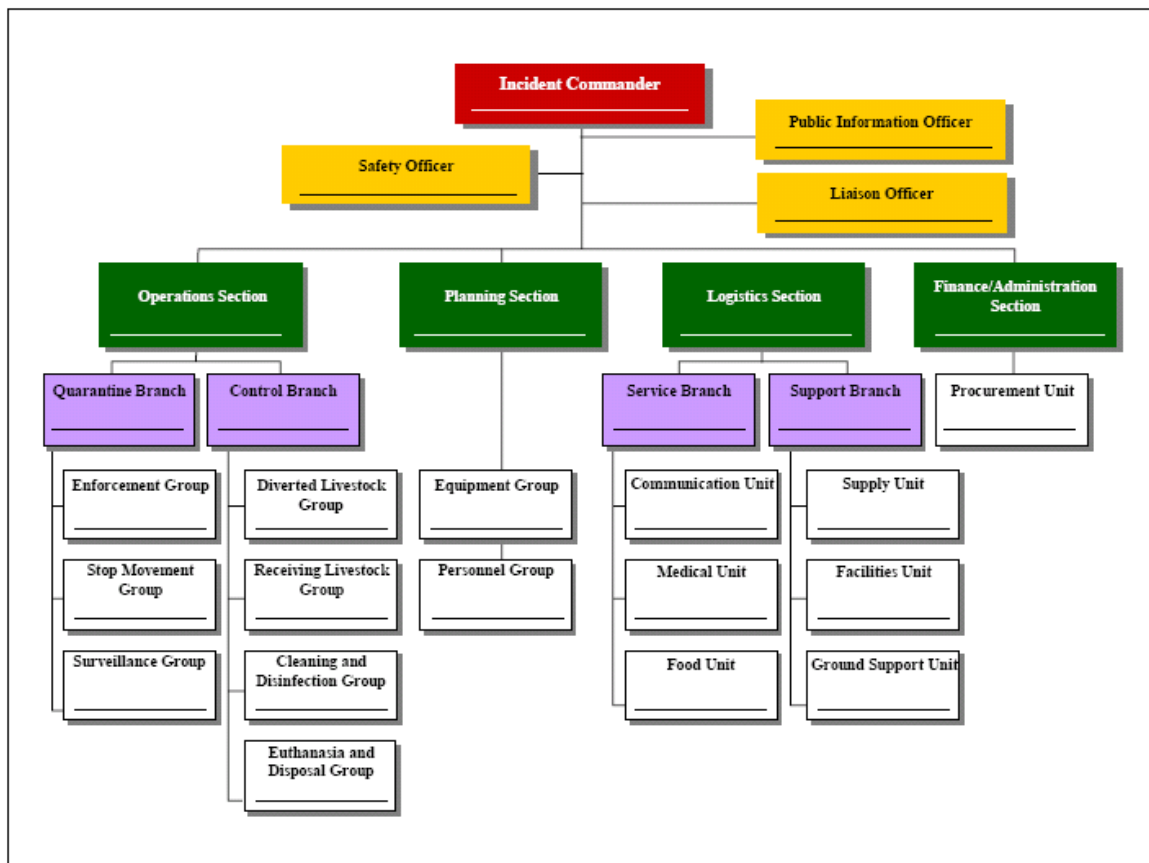 Incident Commander
Public Information Officer
Safety Officer
Liaison Officer
Operations Section
Planning Section
Logistics Section
Finance/Administration
Section
Quarantine Branch
Control Branch
Service Branch
Support Branch
Procurement Unit
Enforcement Group
Diverted Livestock
Group
Equipment Group
Communication Unit
Supply Unit
Stop Movement
Group
Receiving Livestock
Group
Personnel Group
Medical Unit
Facilities Unit
Surveillance Group
Cleaning and
Disinfection Group
Food Unit
Ground Support Unit
Euthanasia and
Disposal Group